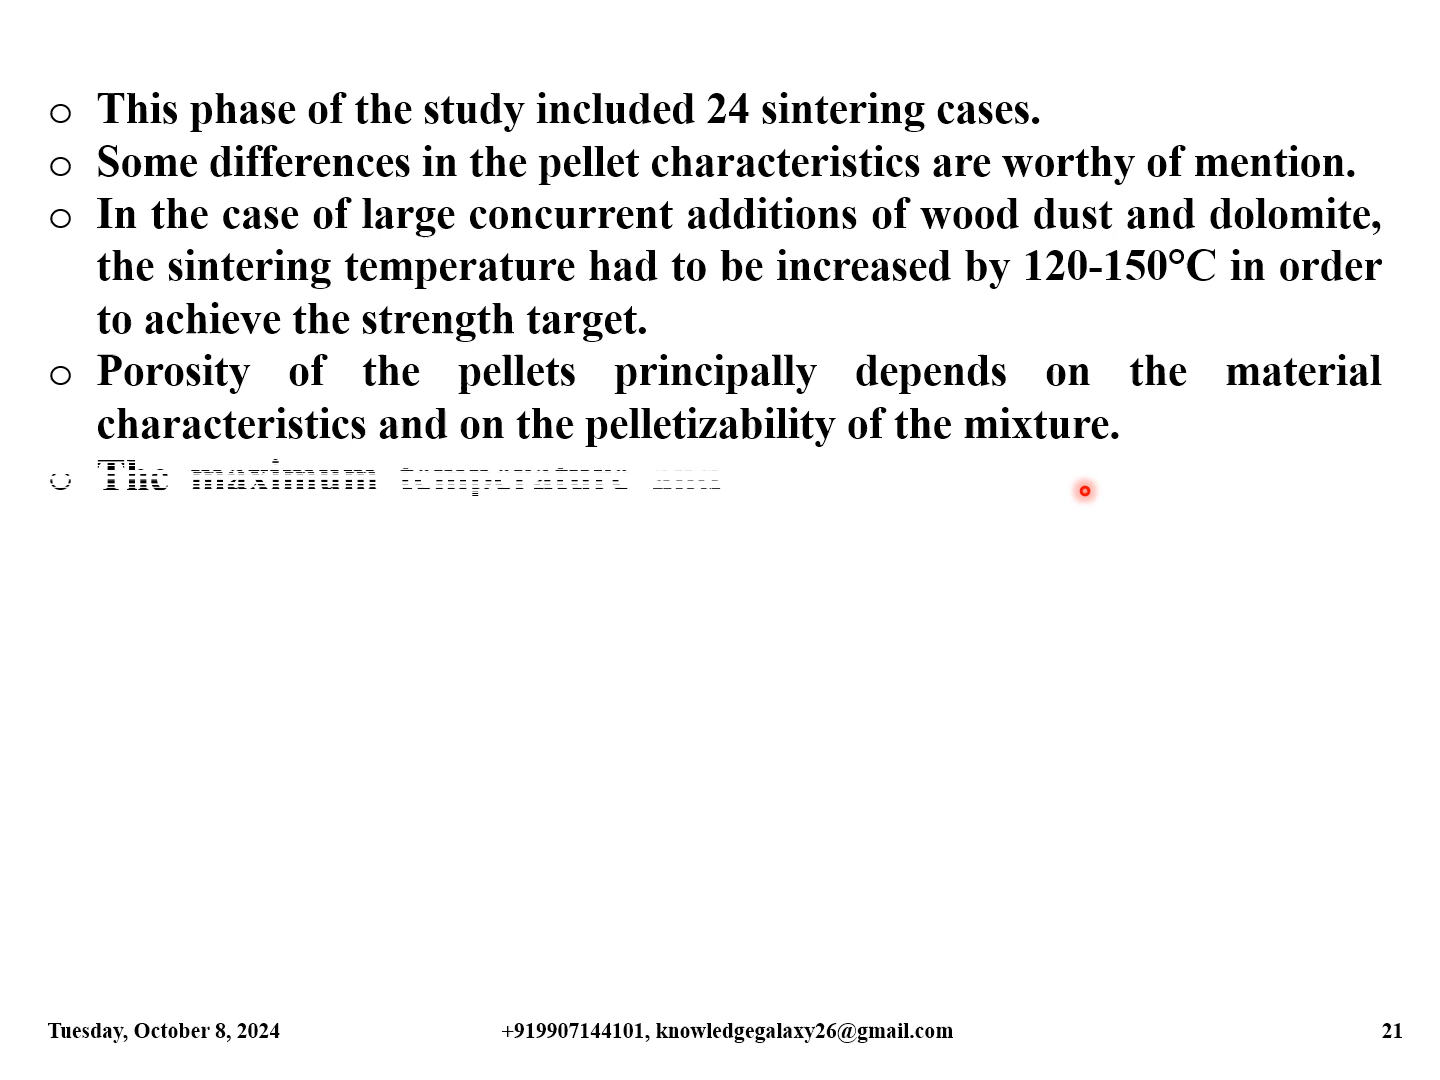 This phase of the study included 24 sintering cases.
Some differences in the pellet characteristics are worthy of mention.
In the case of large concurrent additions of wood dust and dolomite,
the sintering temperature had to be increased by 120-150°C in order
to achieve the strength target.
Porosity of the pellets principally depends on the material
characteristics and on the pelletizability of the mixture.
The maximum temperature
Tuesday, October 8, 2024
+919907144101, knowledgegalaxy26@gmail.com
21